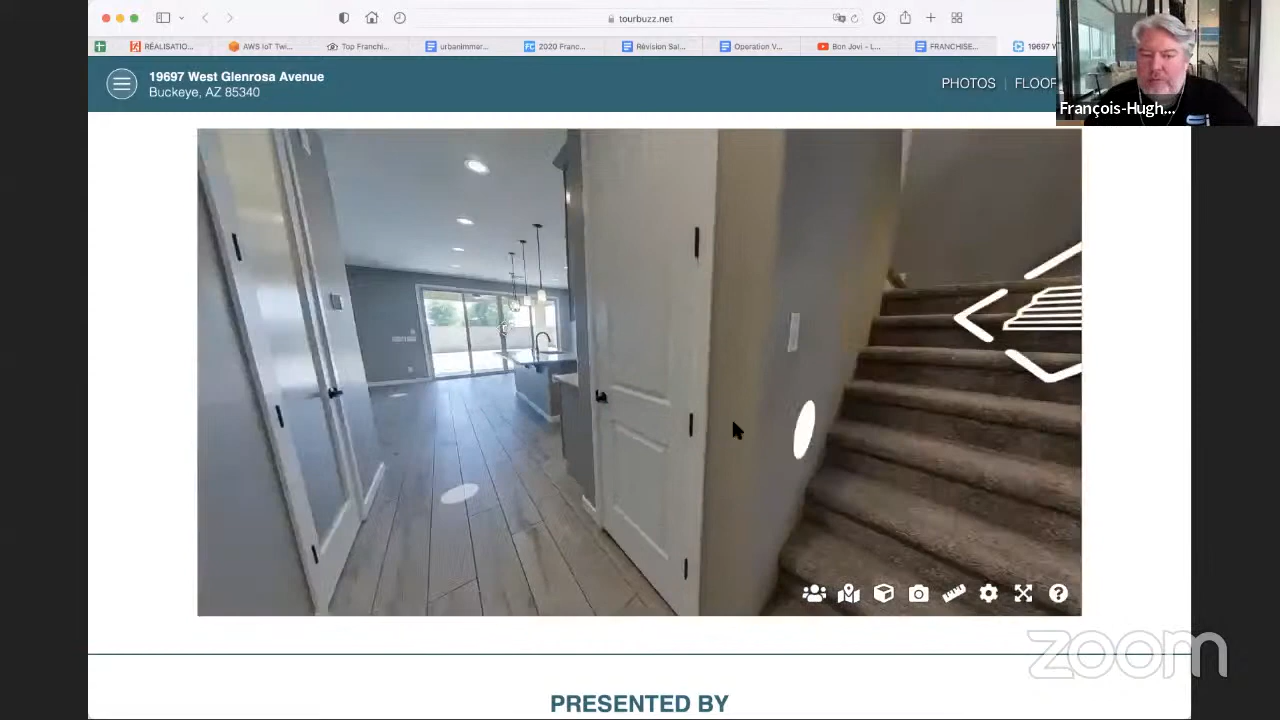 tourbuzz.net
RÉALISATIO...
AWS IoT Twi...
Top Franchi...
urbanimmer...
2020 Franc...
Révision Sal...
Operation V...
Bon Jovi - L...
FRANCHISE...
19697 W
19697 West Glenrosa Avenue
Buckeye, AZ 85340
PHOTOS | FLOOR
François-Hugh...
zoom
PRESENTED BY